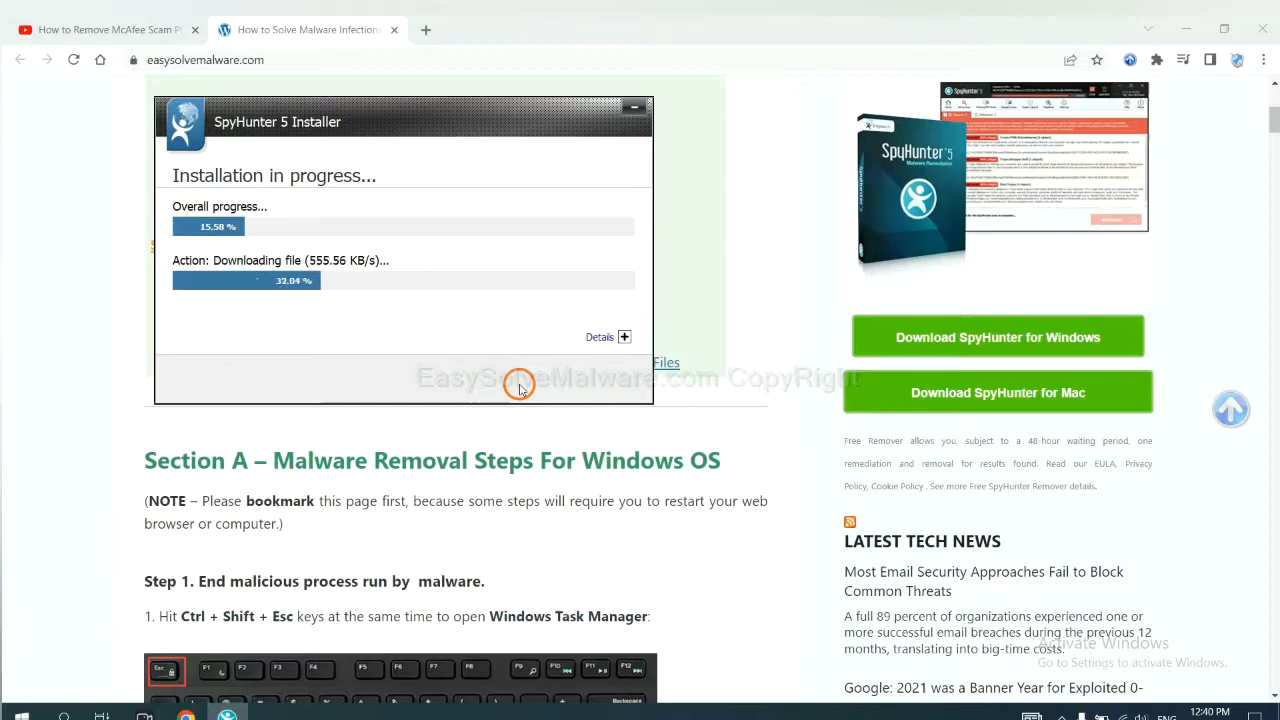 How to Remove McAfee Scam P
How to Solve Malware Infection
easysolvemalware.com
SpyHunter 5 Installer
Installation
Overall progress...
15.58 %
Action: Downloading file (555.56 KB/s)...
32.04 %
Details
Files
EasySolveMalware.com CopyRight
Section A – Malware Removal Steps For Windows OS
(NOTE – Please bookmark this page first, because some steps will require you to restart your web
browser or computer.)
Step 1. End malicious process run by malware.
1. Hit Ctrl + Shift + Esc keys at the same time to open Windows Task Manager:
Esc F1 F2 F3 F4 F5 F6 F7 F8 F9 F10 F11 F12
Backspace
SpyHunter 5
SpyHunter 5
Malware Remediation
Download SpyHunter for Windows
Download SpyHunter for Mac
Free Remover allows you, subject to a 48-hour waiting period, one
remediation and removal for results found. Read our EULA, Privacy
Policy, Cookie Policy . See more Free SpyHunter Remover details.
LATEST TECH NEWS
Most Email Security Approaches Fail to Block
Common Threats
A full 89 percent of organizations experienced one or
more successful email breaches during the previous 12
months, translating into big-time costs.
Activate Windows
Go to Settings to activate Windows.
Google: 2021 was a Banner Year for Exploited 0-
ENG
12:40 PM